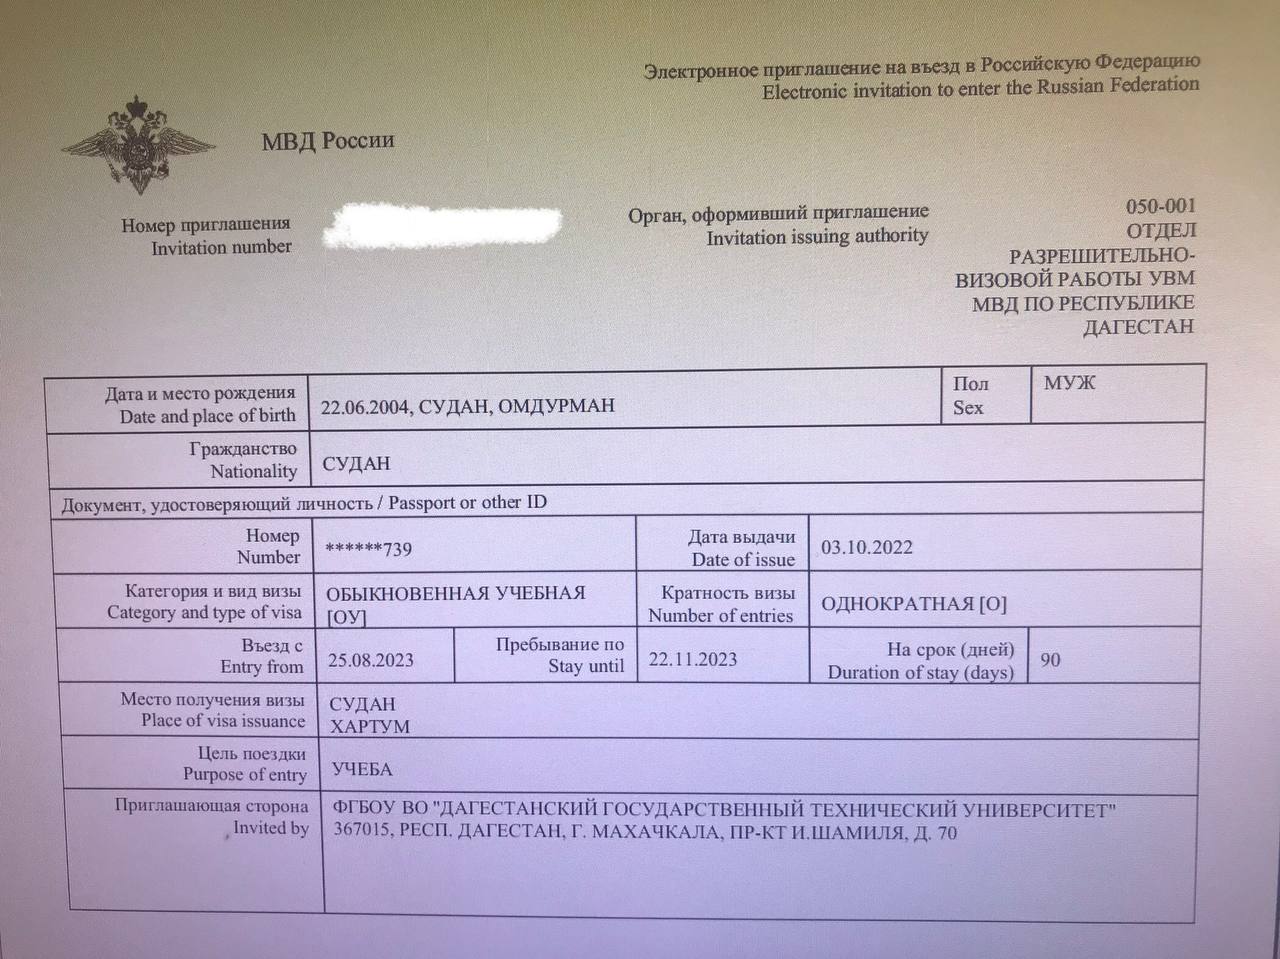 Электронное приглашение на въезд в Российскую Федерацию
Electronic invitation to enter the Russian Federation
МВД России
Номер приглашения
Invitation number
Орган, оформивший приглашение
Invitation issuing authority
050-001
ОТДЕЛ
РАЗРЕШИТЕЛЬНО-
ВИЗОВОЙ РАБОТЫ УВМ
МВД ПО РЕСПУБЛИКЕ
ДАГЕСТАН
Дата и место рождения
Date and place of birth
22.06.2004, СУДАН, ОМДУРМАН
Пол
Sex
МУЖ
Гражданство
Nationality
СУДАН
Документ, удостоверяющий личность / Passport or other ID
Номер
Number
******739
Дата выдачи
Date of issue
03.10.2022
Категория и вид визы
Category and type of visa
ОБЫКНОВЕННАЯ УЧЕБНАЯ
[ОУ]
Кратность визы
Number of entries
ОДНОКРАТНАЯ [О]
Въезд с
Entry from
25.08.2023
Пребывание по
Stay until
22.11.2023
На срок (дней)
Duration of stay (days)
90
Место получения визы
Place of visa issuance
СУДАН
ХАРТУМ
Цель поездки
Purpose of entry
УЧЕБА
Приглашающая сторона
Invited by
ФГБОУ ВО "ДАГЕСТАНСКИЙ ГОСУДАРСТВЕННЫЙ ТЕХНИЧЕСКИЙ УНИВЕРСИТЕТ"
367015, РЕСП. ДАГЕСТАН, Г. МАХАЧКАЛА, ПР-КТ И.ШАМИЛЯ, Д. 70